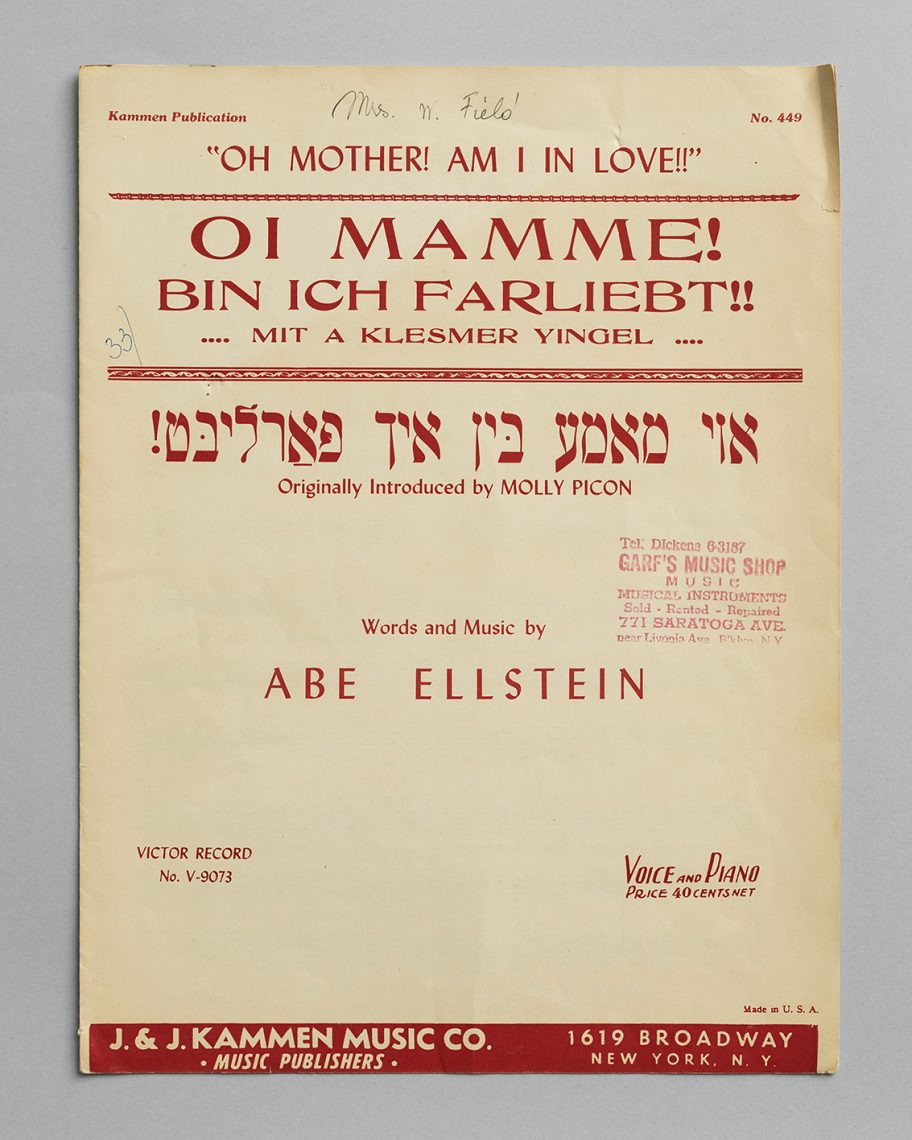 Kammen Publication
Mrs. W. Field
No. 449
"OH MOTHER! AM I IN LOVE!!"
OI MAMME!
BIN ICH FARLIEBT!!
.... MIT A KLESMER YINGEL ....
33
אוי מאמע בּין איך פֿאַרליבּט!
Originally Introduced by MOLLY PICON
Tel: DIckens 6-3187
GARF'S MUSIC SHOP
MUSIC
MUSICAL INSTRUMENTS
Sold - Rented - Repaired
771 SARATOGA AVE.
near Livonia Ave. B'klyn, N.Y.
Words and Music by
ABE ELLSTEIN
VICTOR RECORD
No. V-9073
VOICE AND PIANO
PRICE 40 CENTS NET
Made in U. S. A.
J. & J. KAMMEN MUSIC CO.
• MUSIC PUBLISHERS •
1619 BROADWAY
NEW YORK, N. Y.